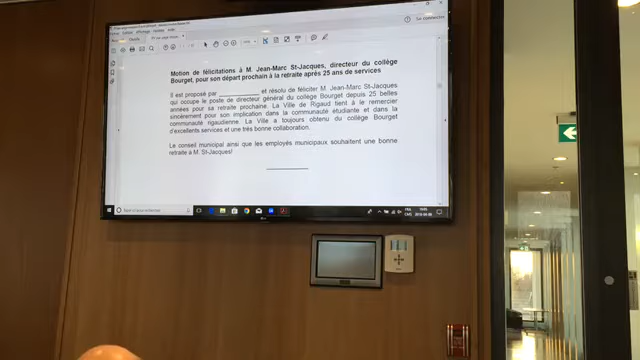 Se connecter
Motion de félicitations à M. Jean-Marc St-Jacques, directeur du collège
Bourget, pour son départ prochain à la retraite après 25 ans de services
Il est proposé par ____________ et résolu de féliciter M. Jean-Marc St-Jacques
qui occupe le poste de directeur général du collège Bourget depuis 25 belles
années pour sa retraite prochaine. La Ville de Rigaud tient à le remercier
sincèrement pour son implication dans la communauté étudiante et dans la
communauté rigaudienne. La Ville a toujours obtenu du collège Bourget
d'excellents services et une très bonne collaboration.
Le conseil municipal ainsi que les employés municipaux souhaitent une bonne
retraite à M. St-Jacques!